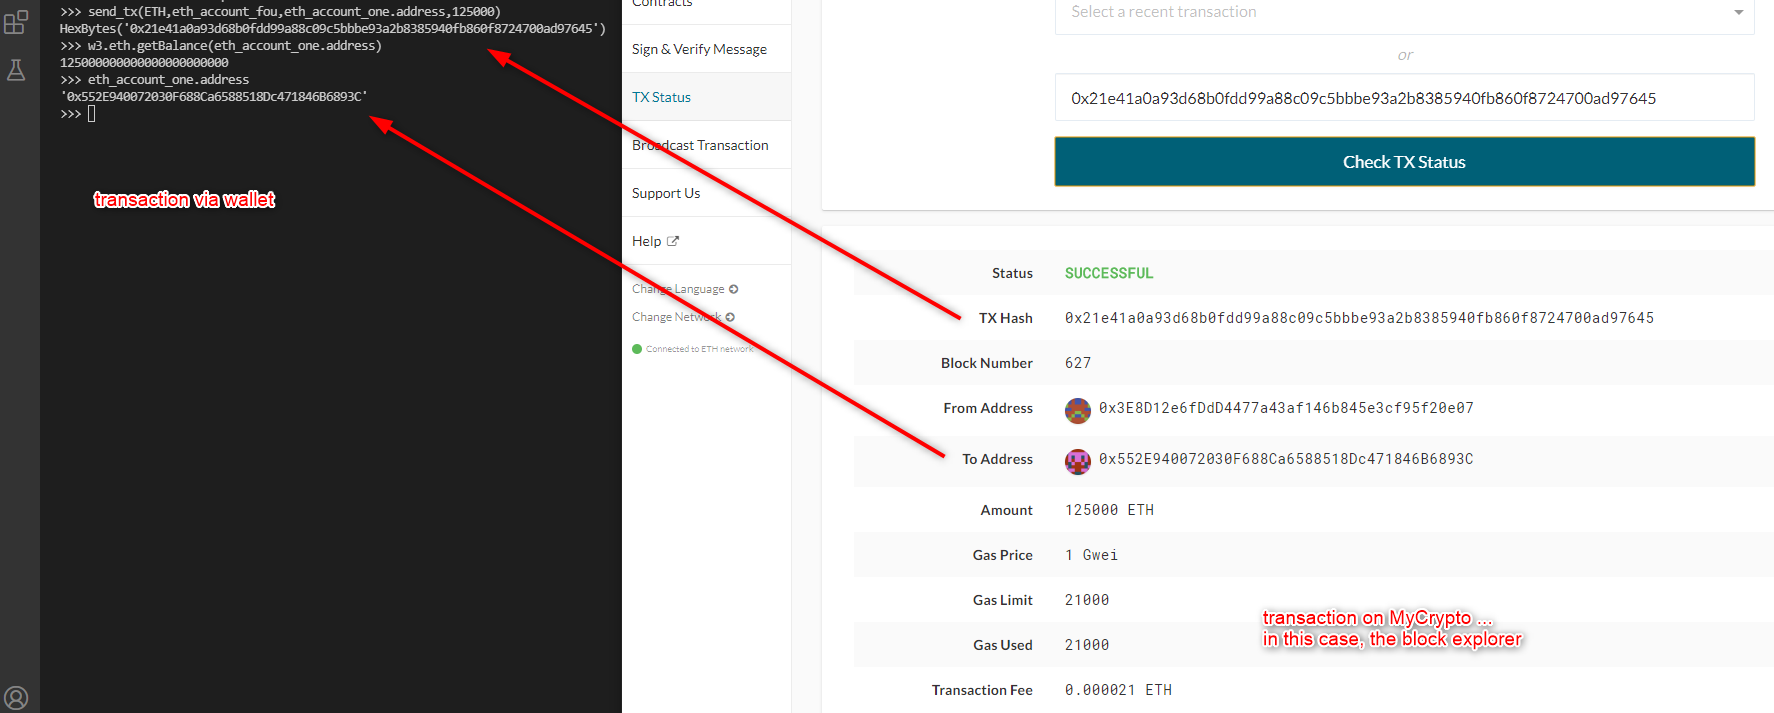 >>> send_tx(ETH,eth_account_fou,eth_account_one.address,125000)
HexBytes('0x21e41a0a93d68b0fdd99a88c09c5bbbe93a2b8385940fb860f8724700ad97645')
>>> w3.eth.getBalance(eth_account_one.address)
125000000000000000000000
>>> eth_account_one.address
'0x552E940072030F688Ca6588518Dc471846B6893C'
>>>
transaction via wallet
Contracts
Sign & Verify Message
TX Status
Broadcast Transaction
Support Us
Help
Change Language
Change Network
Connected to ETH network
Select a recent transaction
or
0x21e41a0a93d68b0fdd99a88c09c5bbbe93a2b8385940fb860f8724700ad97645
Check TX Status
Status SUCCESSFUL
TX Hash 0x21e41a0a93d68b0fdd99a88c09c5bbbe93a2b8385940fb860f8724700ad97645
Block Number 627
From Address 0x3E8D12e6fDdD4477a43af146b845e3cf95f20e07
To Address 0x552E940072030F688Ca6588518Dc471846B6893C
Amount 125000 ETH
Gas Price 1 Gwei
Gas Limit 21000
Gas Used 21000
Transaction Fee 0.000021 ETH
transaction on MyCrypto ...
in this case, the block explorer